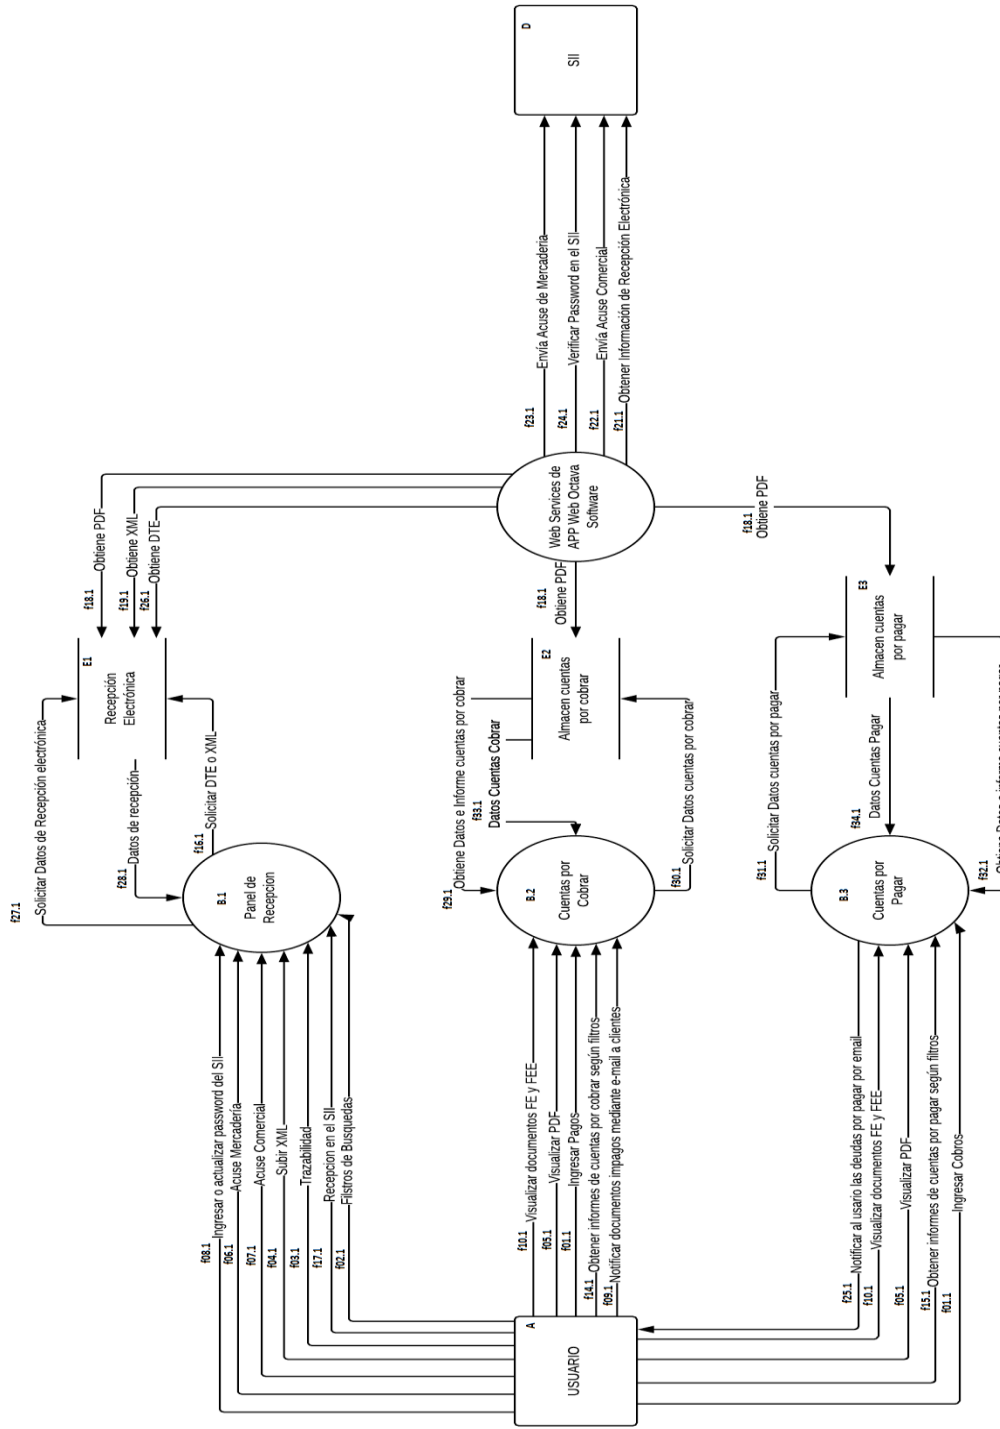 f27.1
Solicitar Datos de Recepción electrónica
f28.1
Datos de recepción
f16.1
Solicitar DTE o XML
E1
Recepción
Electrónica
f18.1
Obtiene PDF
f19.1
Obtiene XML
f26.1
Obtiene DTE
B.1
Panel de
Recepcion
f08.1
Ingresar o actualizar password del SII
f06.1
Acuse Mercadería
f07.1
Acuse Comercial
f04.1
Subir XML
f03.1
Trazabilidad
f17.1
Recepcion en el SII
f02.1
Filstros de Busquedas
A
USUARIO
f10.1
Visualizar documentos FE y FEE
f05.1
Visualizar PDF
f01.1
Ingresar Pagos
f14.1
Obtener informes de cuentas por cobrar según filtros
f09.1
Notificar documentos impagos mediante e-mail a clientes
B.2
Cuentas por
Cobrar
f29.1
Obtiene Datos e Informe cuentas por cobrar
f33.1
Datos Cuentas Cobrar
f30.1
Solicitar Datos cuentas por cobrar
E2
Almacen cuentas
por cobrar
f18.1
Obtiene PDF
Web Services de
APP Web Octava
Software
f23.1
Envía Acuse de Mercaderia
f24.1
Verificar Password en el SII
f22.1
Envía Acuse Comercial
f21.1
Obtener Información de Recepción Electrónica
D
SII
f25.1
Notificar al usario las deudas por pagar por email
f10.1
Visualizar documentos FE y FEE
f05.1
Visualizar PDF
f15.1
Obtener informes de cuentas por pagar según filtros
f01.1
Ingresar Cobros
B.3
Cuentas por
Pagar
f31.1
Solicitar Datos cuentas por pagar
f34.1
Datos Cuentas Pagar
f32.1
E3
Almacen cuentas
por pagar
f18.1
Obtiene PDF